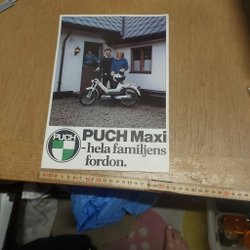 PUCH
PUCH Maxi
-hela familjens
fordon.